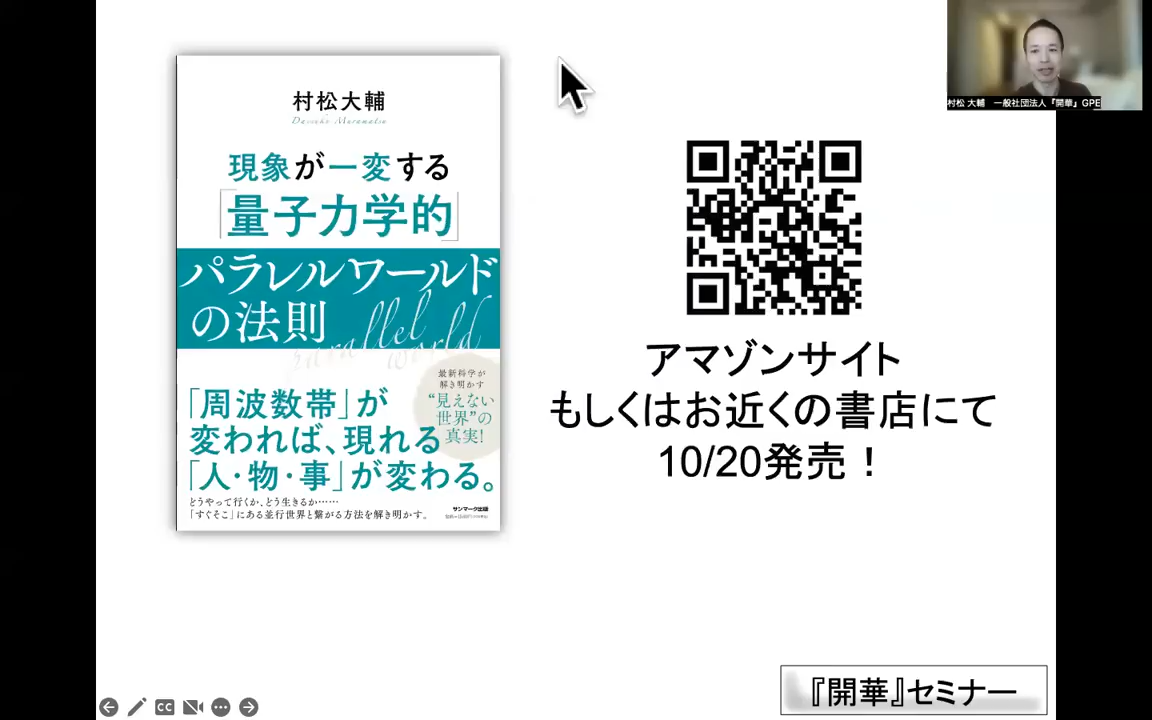 村松大輔
Daisuke Muramatsu
現象が一変する
「量子力学的」
パラレルワールド
の法則
parallel
world
最新科学が
解き明かす
“見えない
世界”の
真実!
「周波数帯」が
変われば、現れる
「人・物・事」が変わる。
どうやって行くか、どう生きるか……
「すぐそこ」にある並行世界と繋がる方法を解き明かす。
サンマーク出版
アマゾンサイト
もしくはお近くの書店にて
10/20発売！
村松 大輔 一般社団法人『開華』GPE
『開華』セミナー
CC